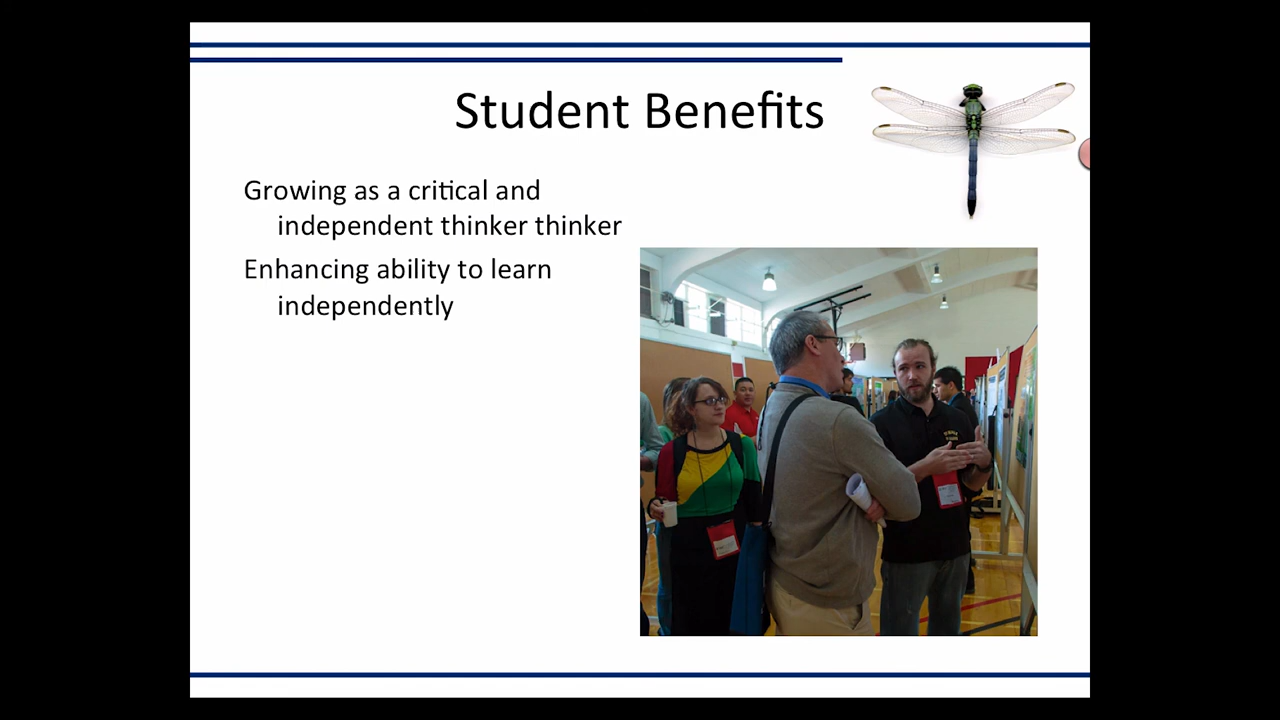 Student Benefits
Growing as a critical and
independent thinker thinker
Enhancing ability to learn
independently